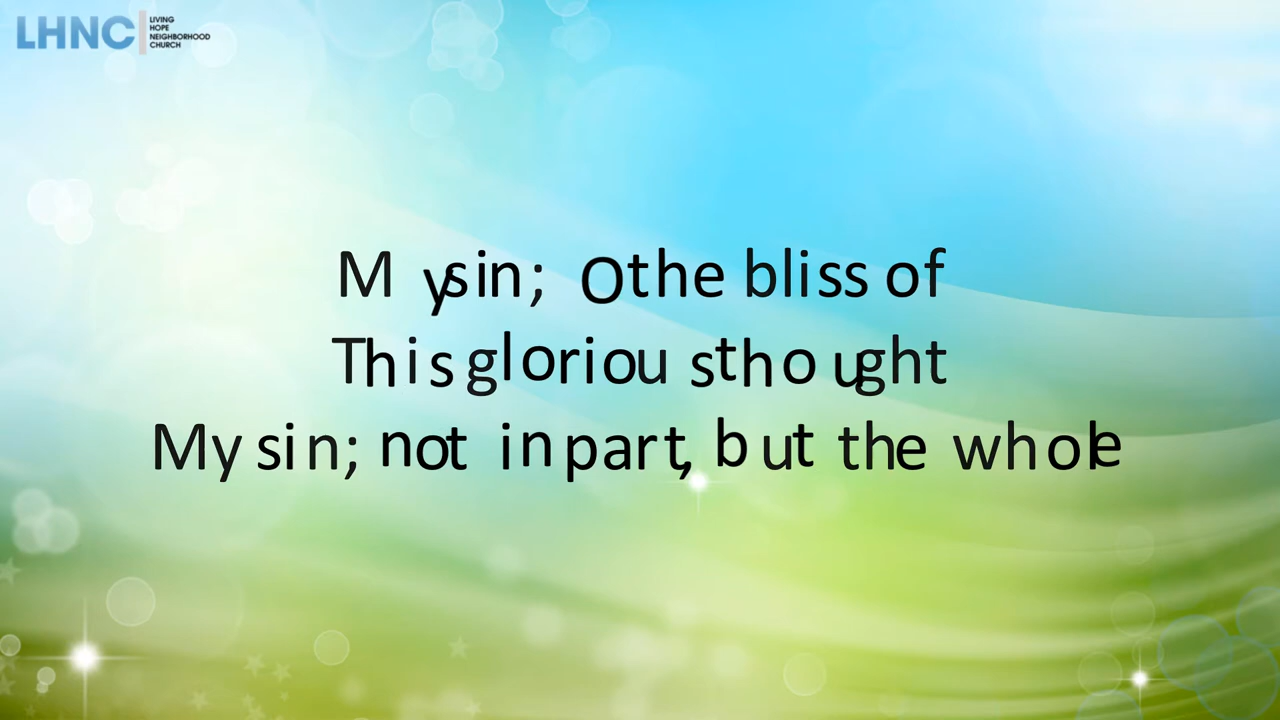 LHNC
LIVING
HOPE
NEIGHBORHOOD
CHURCH
My sin; O the bliss of
This glorious thought
My sin; not in part, but the whole